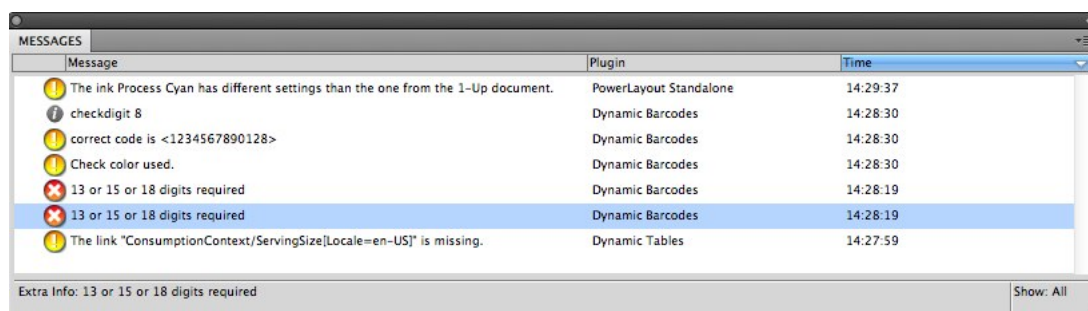 MESSAGES
Message Plugin Time
The ink Process Cyan has different settings than the one from the 1-Up document. PowerLayout Standalone 14:29:37
checkdigit 8 Dynamic Barcodes 14:28:30
correct code is <1234567890128> Dynamic Barcodes 14:28:30
Check color used. Dynamic Barcodes 14:28:30
13 or 15 or 18 digits required Dynamic Barcodes 14:28:19
13 or 15 or 18 digits required Dynamic Barcodes 14:28:19
The link "ConsumptionContext/ServingSize[Locale=en-US]" is missing. Dynamic Tables 14:27:59
Extra Info: 13 or 15 or 18 digits required Show: All